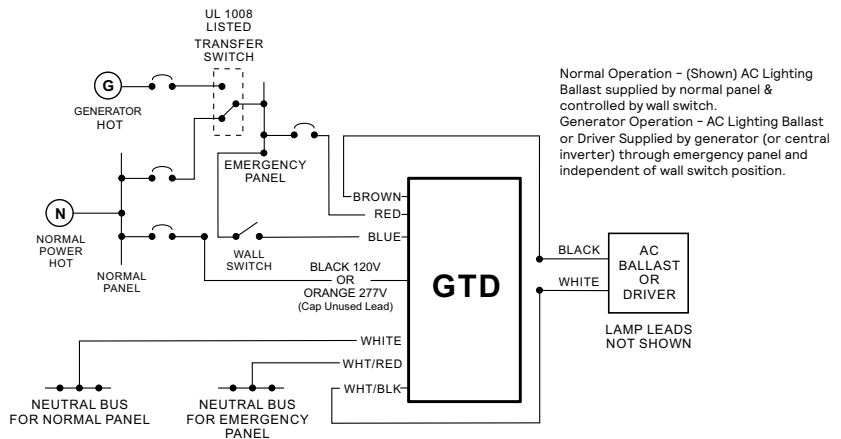 UL 1008
LISTED
TRANSFER
SWITCH
G
GENERATOR
HOT
Normal Operation – (Shown) AC Lighting
Ballast supplied by normal panel &
controlled by wall switch.
Generator Operation – AC Lighting Ballast
or Driver Supplied by generator (or central
inverter) through emergency panel and
independent of wall switch position.
EMERGENCY
PANEL
N
NORMAL
POWER
HOT
NORMAL
PANEL
WALL
SWITCH
BROWN
RED
BLUE
BLACK 120V
OR
ORANGE 277V
(Cap Unused Lead)
GTD
BLACK
WHITE
AC
BALLAST
OR
DRIVER
LAMP LEADS
NOT SHOWN
WHITE
WHT/RED
WHT/BLK
NEUTRAL BUS
FOR NORMAL PANEL
NEUTRAL BUS
FOR EMERGENCY
PANEL